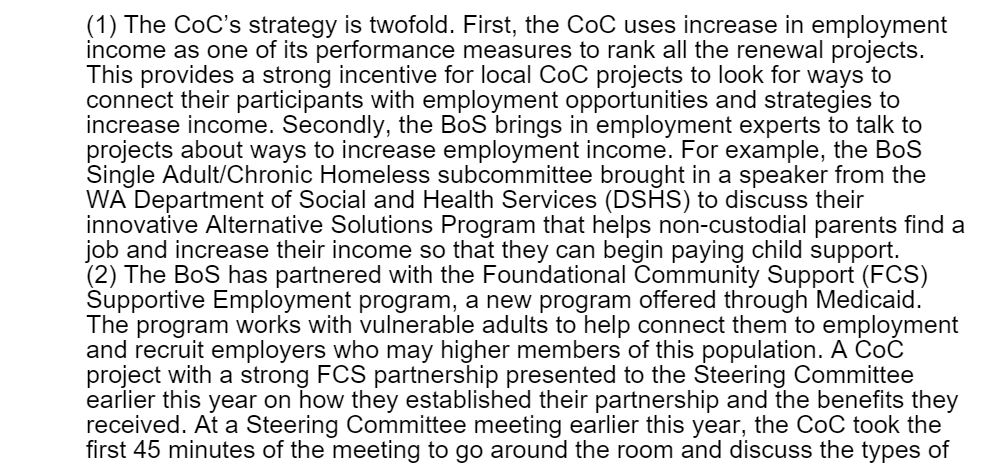 (1) The CoC’s strategy is twofold. First, the CoC uses increase in employment
income as one of its performance measures to rank all the renewal projects.
This provides a strong incentive for local CoC projects to look for ways to
connect their participants with employment opportunities and strategies to
increase income. Secondly, the BoS brings in employment experts to talk to
projects about ways to increase employment income. For example, the BoS
Single Adult/Chronic Homeless subcommittee brought in a speaker from the
WA Department of Social and Health Services (DSHS) to discuss their
innovative Alternative Solutions Program that helps non-custodial parents find a
job and increase their income so that they can begin paying child support.
(2) The BoS has partnered with the Foundational Community Support (FCS)
Supportive Employment program, a new program offered through Medicaid.
The program works with vulnerable adults to help connect them to employment
and recruit employers who may higher members of this population. A CoC
project with a strong FCS partnership presented to the Steering Committee
earlier this year on how they established their partnership and the benefits they
received. At a Steering Committee meeting earlier this year, the CoC took the
first 45 minutes of the meeting to go around the room and discuss the types of